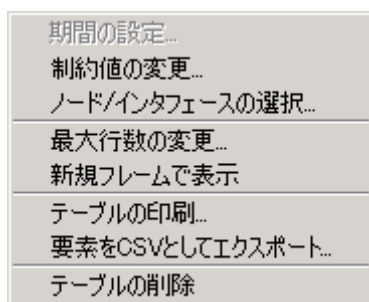 期間の設定...
制約値の変更...
ノード/インタフェースの選択...
最大行数の変更...
新規フレームで表示
テーブルの印刷...
要素をCSVとしてエクスポート...
テーブルの削除